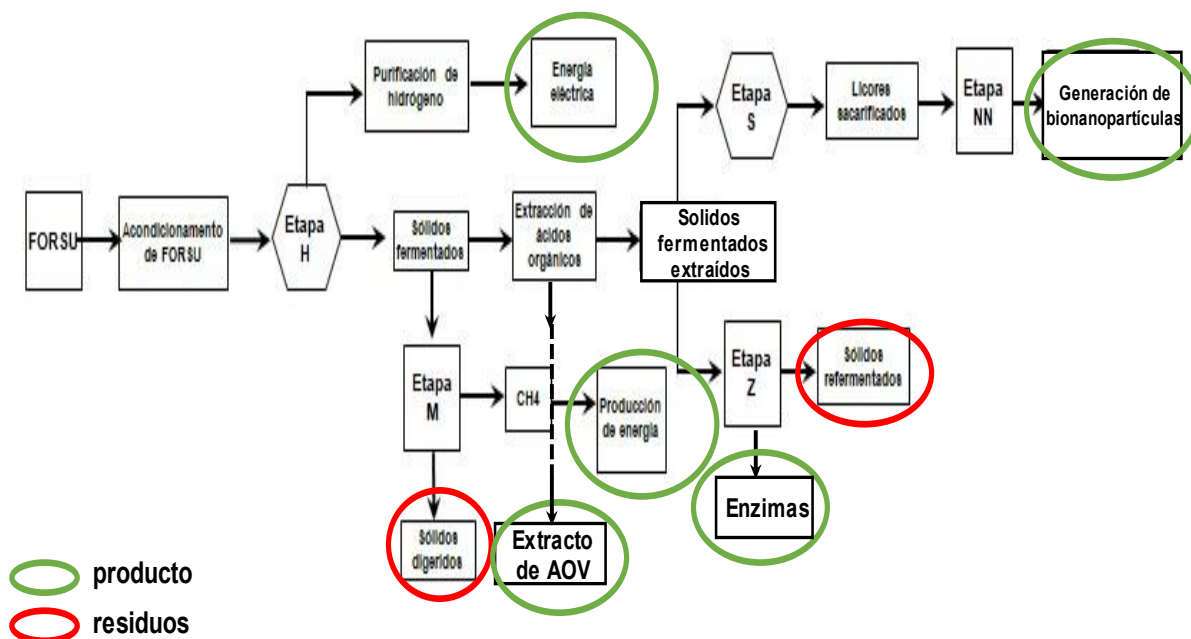 Purificación de
hidrógeno
Energía
eléctrica
Etapa
S
Licores
sacarificados
Etapa
NN
Generación de
bionanopartículas
FORSU
Acondicionamento
de FORSU
Etapa
H
Sólidos
fermentados
Extracción de
ácidos
orgánicos
Solidos
fermentados
extraídos
Etapa
M
CH4
Producción
de energía
Etapa
Z
Sólidos
refermentados
Sólidos
digeridos
Extracto
de AOV
Enzimas
producto
residuos